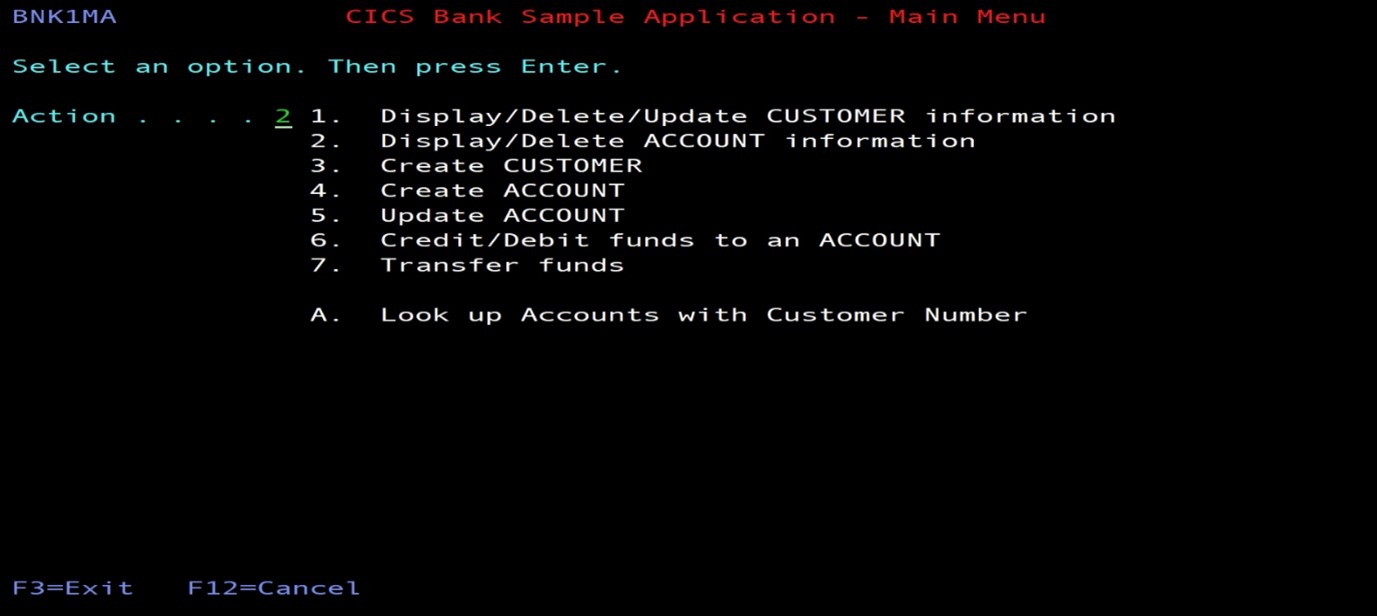 BNK1MA CICS Bank Sample Application - Main Menu
Select an option. Then press Enter.
Action . . . . 2 1. Display/Delete/Update CUSTOMER information
2. Display/Delete ACCOUNT information
3. Create CUSTOMER
4. Create ACCOUNT
5. Update ACCOUNT
6. Credit/Debit funds to an ACCOUNT
7. Transfer funds
A. Look up Accounts with Customer Number
F3=Exit F12=Cancel